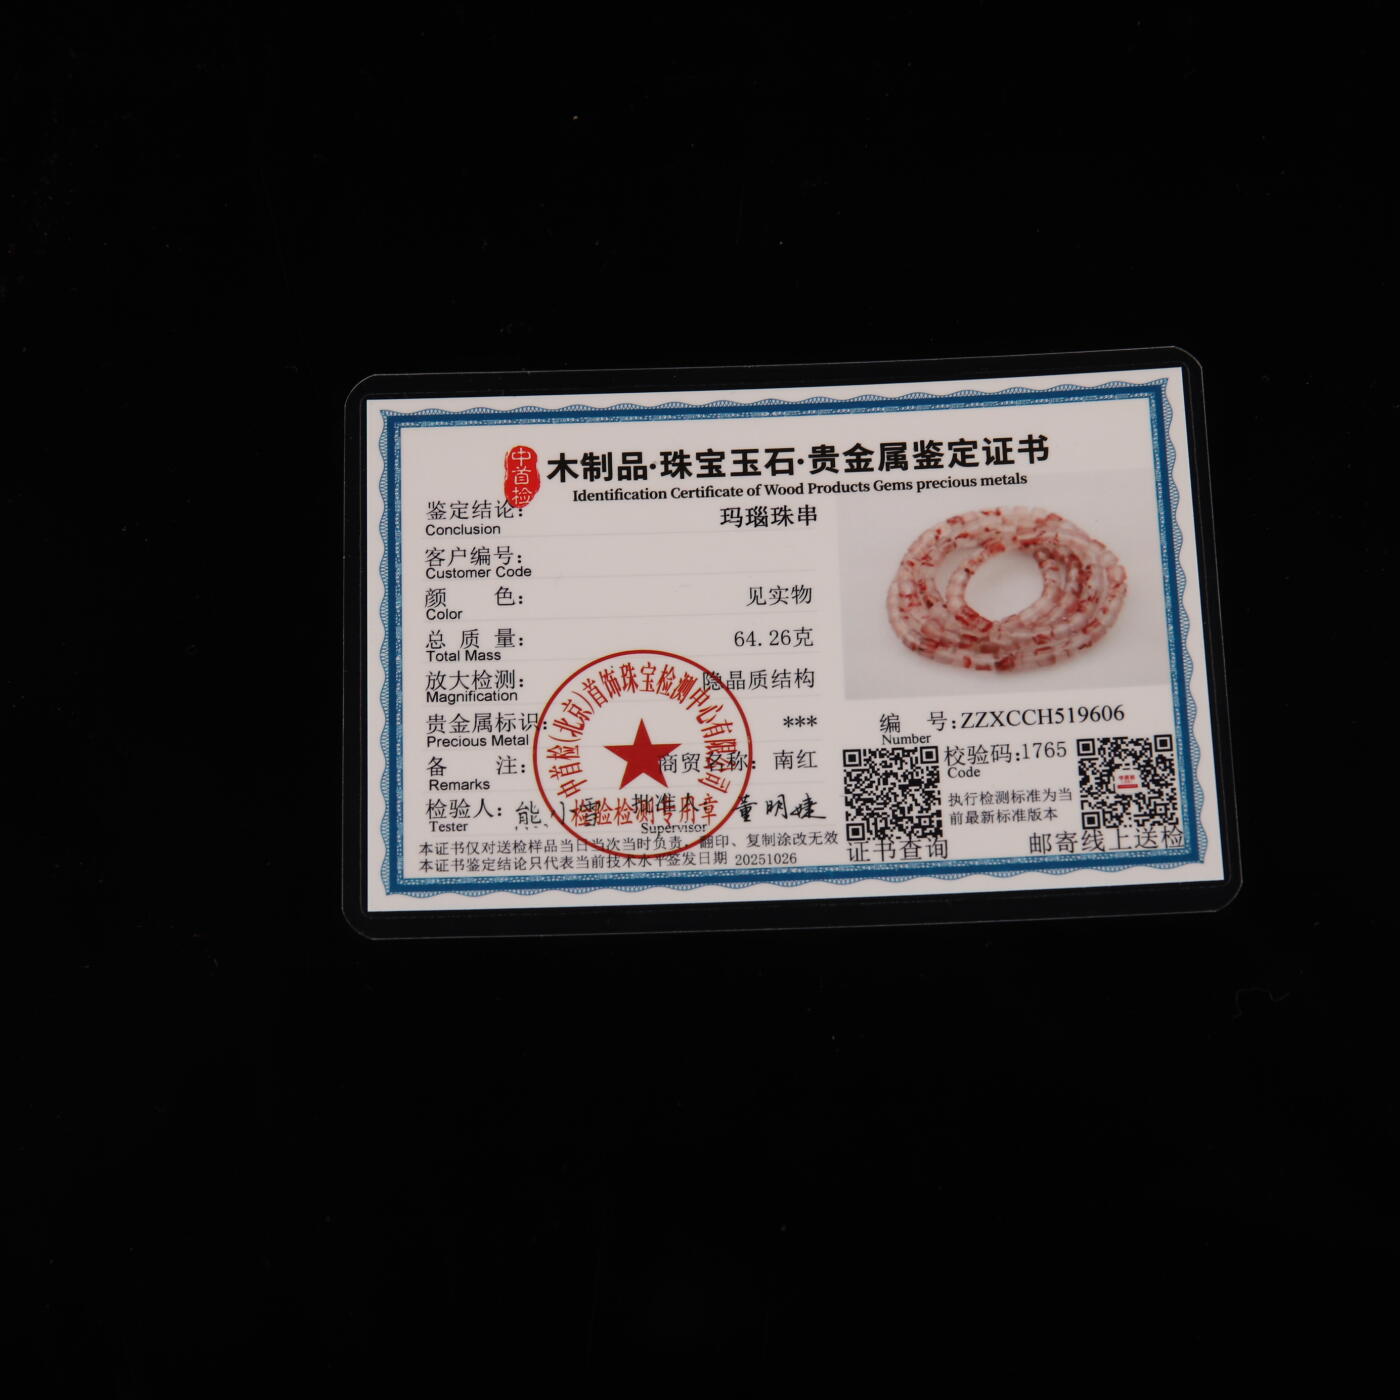 中首检
木制品·珠宝玉石·贵金属鉴定证书
Identification Certificate of Wood Products Gems precious metals
鉴定结论: 玛瑙珠串
Conclusion
客户编号:
Customer Code
颜 色: 见实物
Color
总 质 量: 64.26克
Total Mass
放大检测: 隐晶质结构
Magnification
贵金属标识: ***
Precious Metal
备 注: 商贸名称: 南红
Remarks
检验人: 批准人 董明婕
Tester Supervisor
本证书仅对送检样品当日当次当时负责, 翻印、复制涂改无效
本证书鉴定结论只代表当前技术水平签发日期 20251026
中首检(北京)首饰珠宝检测中心有限公司
检验检测专用章
编 号:ZZXCCH519606
Number
校验码:1765
Code
执行检测标准为当
前最新标准版本
证书查询
邮寄线上送检